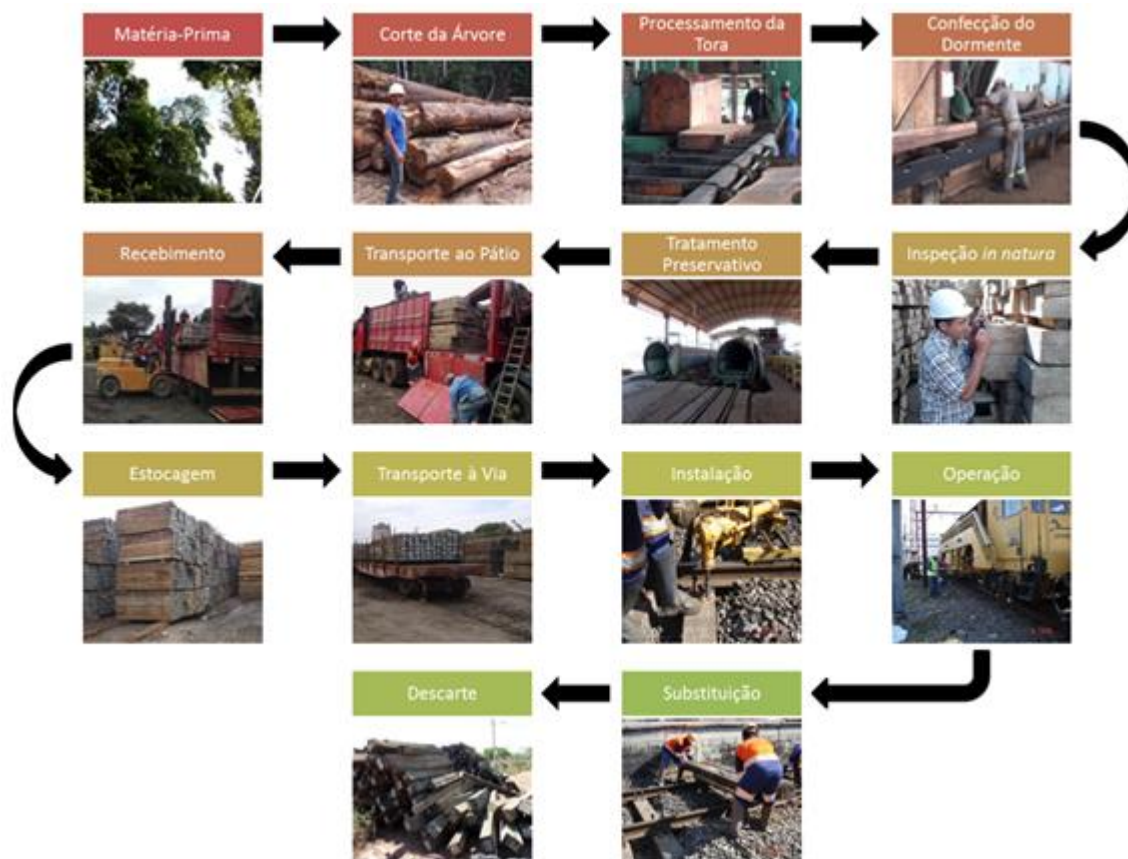 Matéria-Prima
Corte da Árvore
Processamento da
Tora
Confecção do
Dormente
Recebimento
Transporte ao Pátio
Tratamento
Preservativo
Inspeção in natura
Estocagem
Transporte à Via
Instalação
Operação
Descarte
Substituição